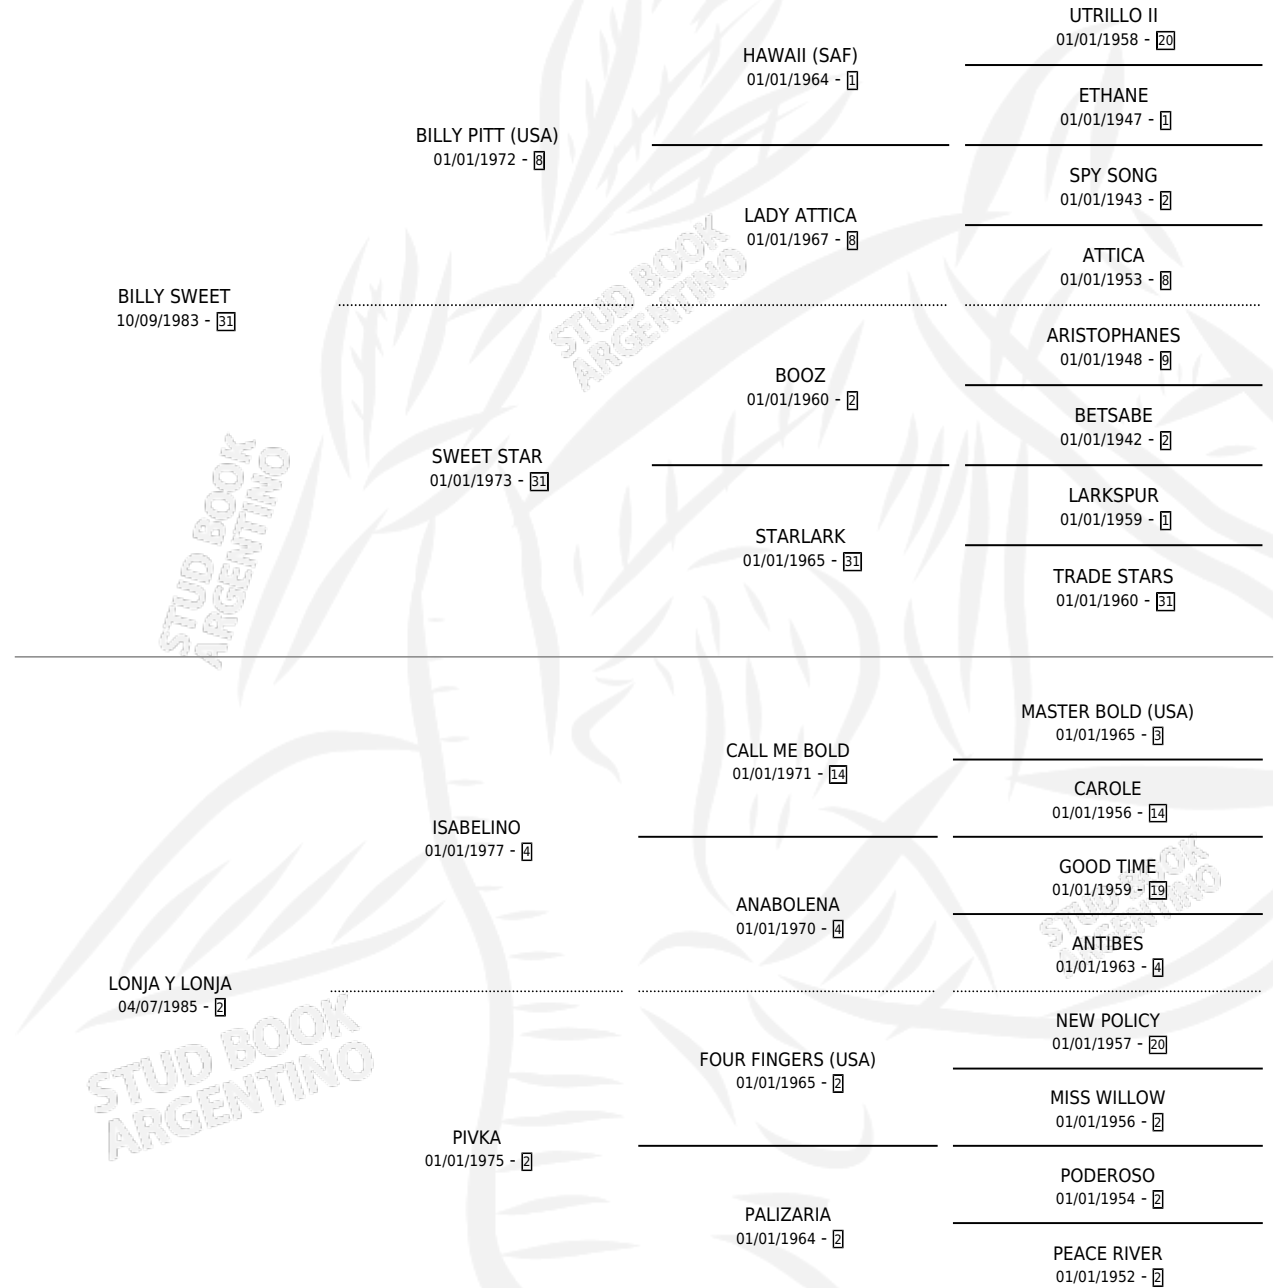 UTRILLO II
01/01/1958 - 20
HAWAII (SAF)
01/01/1964 - 1
ETHANE
01/01/1947 - 1
BILLY PITT (USA)
01/01/1972 - 8
SPY SONG
01/01/1943 - 2
LADY ATTICA
01/01/1967 - 8
ATTICA
01/01/1953 - 8
BILLY SWEET
10/09/1983 - 31
STUD BOOK
ARGENTINO
ARISTOPHANES
01/01/1948 - 9
BOOZ
01/01/1960 - 2
BETSABE
01/01/1942 - 2
SWEET STAR
01/01/1973 - 31
LARKSPUR
01/01/1959 - 1
STARLARK
01/01/1965 - 31
TRADE STARS
01/01/1960 - 31
STUD BOOK
ARGENTINO
MASTER BOLD (USA)
01/01/1965 - 3
CALL ME BOLD
01/01/1971 - 14
CAROLE
01/01/1956 - 14
ISABELINO
01/01/1977 - 4
GOOD TIME
01/01/1959 - 19
ANABOLENA
01/01/1970 - 4
STUD BOOK
ARGENTINO
ANTIBES
01/01/1963 - 4
LONJA Y LONJA
04/07/1985 - 2
NEW POLICY
01/01/1957 - 20
FOUR FINGERS (USA)
01/01/1965 - 2
STUD BOOK
ARGENTINO
MISS WILLOW
01/01/1956 - 2
PIVKA
01/01/1975 - 2
PODEROSO
01/01/1954 - 2
PALIZARIA
01/01/1964 - 2
PEACE RIVER
01/01/1952 - 2